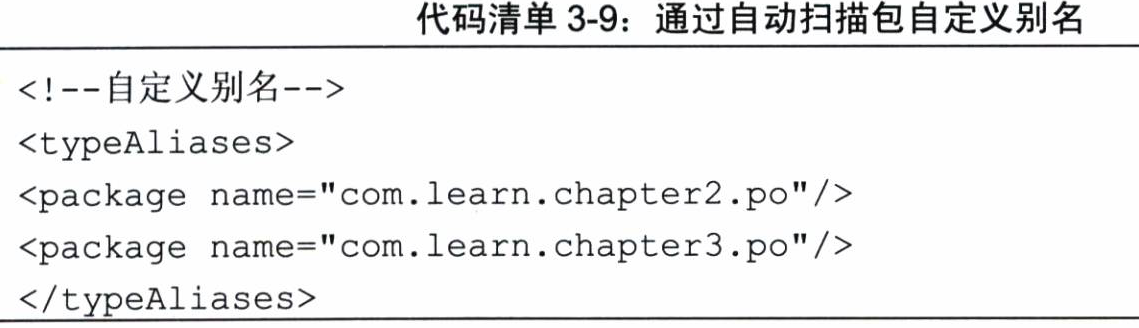 代码清单 3-9：通过自动扫描包自定义别名
<!--自定义别名-->
<typeAliases>
<package name="com.learn.chapter2.po"/>
<package name="com.learn.chapter3.po"/>
</typeAliases>